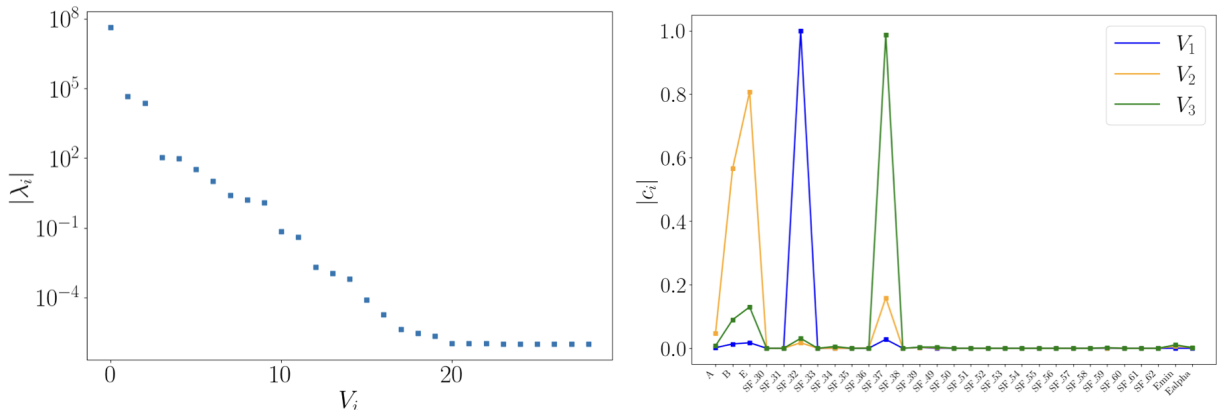 10^8
10^5
10^2
10^-1
10^-4
|λ_i|
0
10
20
V_i
1.0
0.8
0.6
0.4
0.2
0.0
|c_i|
V_1
V_2
V_3
A
B
E
SF_30
SF_31
SF_32
SF_33
SF_34
SF_35
SF_36
SF_37
SF_38
SF_39
SF_49
SF_50
SF_51
SF_52
SF_53
SF_54
SF_55
SF_56
SF_57
SF_58
SF_59
SF_60
SF_61
SF_62
Emin
Ealpha